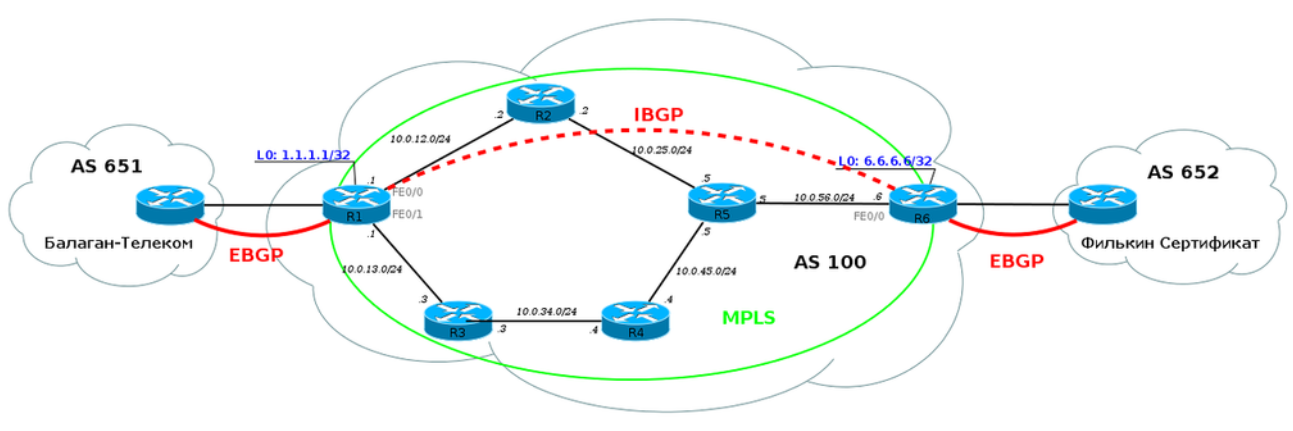 R2
.2
.2
IBGP
10.0.12.0/24
10.0.25.0/24
AS 651
L0: 1.1.1.1/32
L0: 6.6.6.6/32
AS 652
.1
FE0/0
.5
R1
FE0/1
R5
.5
10.0.56.0/24
.6
FE0/0
R6
.1
.5
Балаган-Телеком
EBGP
Филькин Сертификат
EBGP
AS 100
10.0.13.0/24
10.0.45.0/24
.3
R3
.3
10.0.34.0/24
.4
R4
.4
MPLS